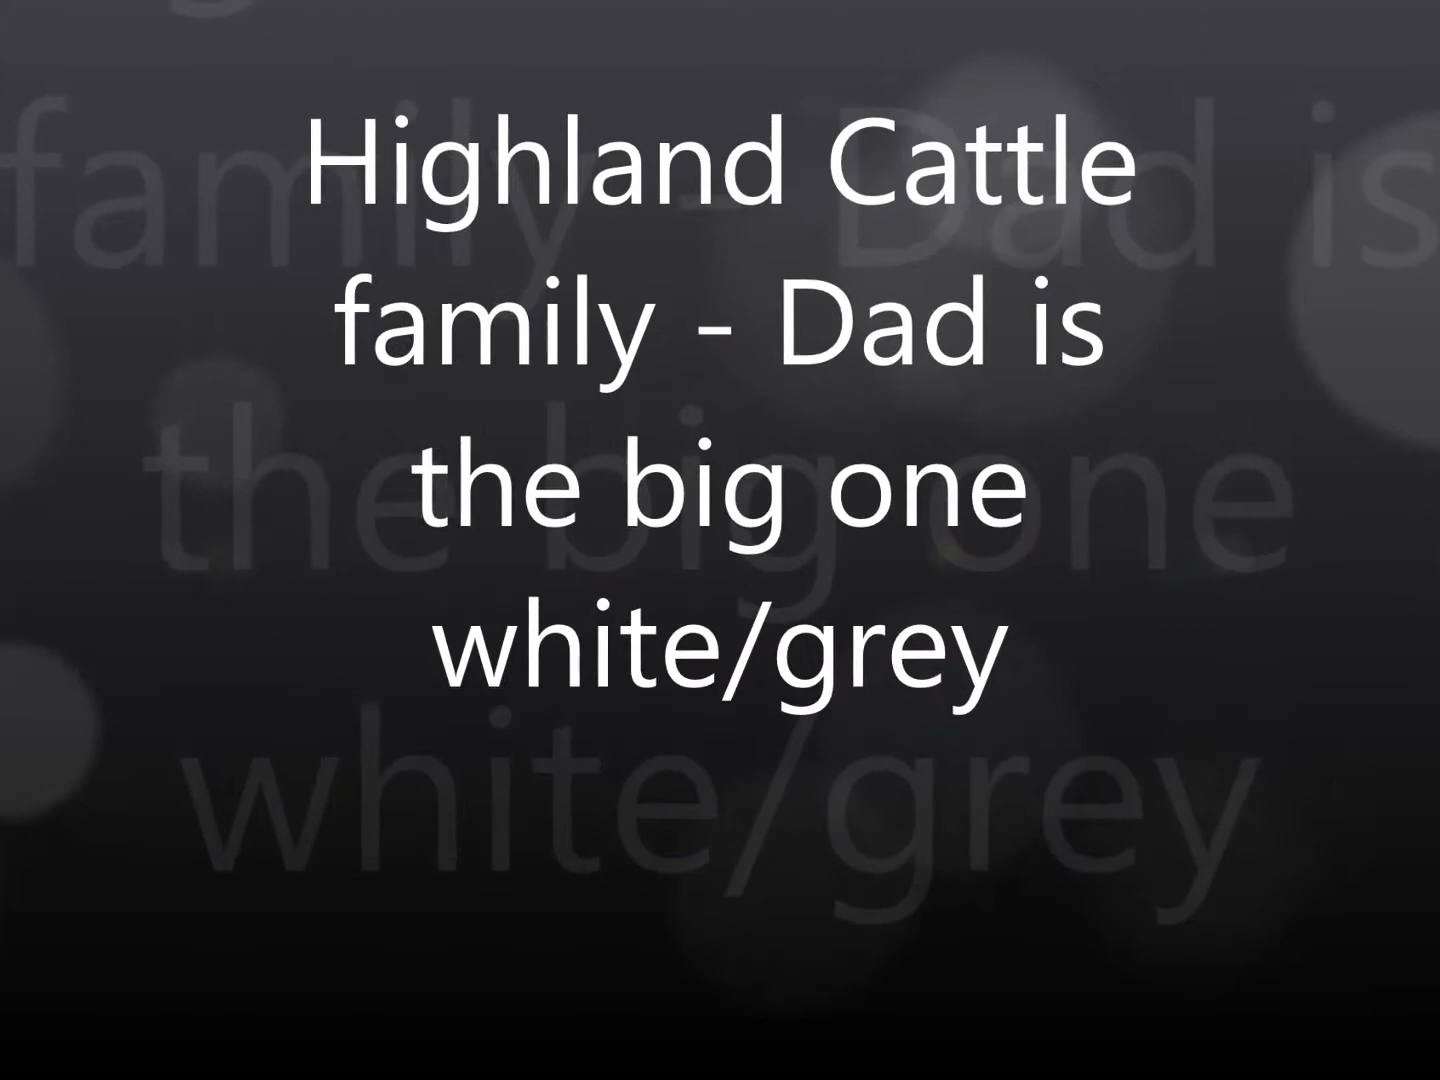 Highland Cattle
family - Dad is
the big one
white/grey